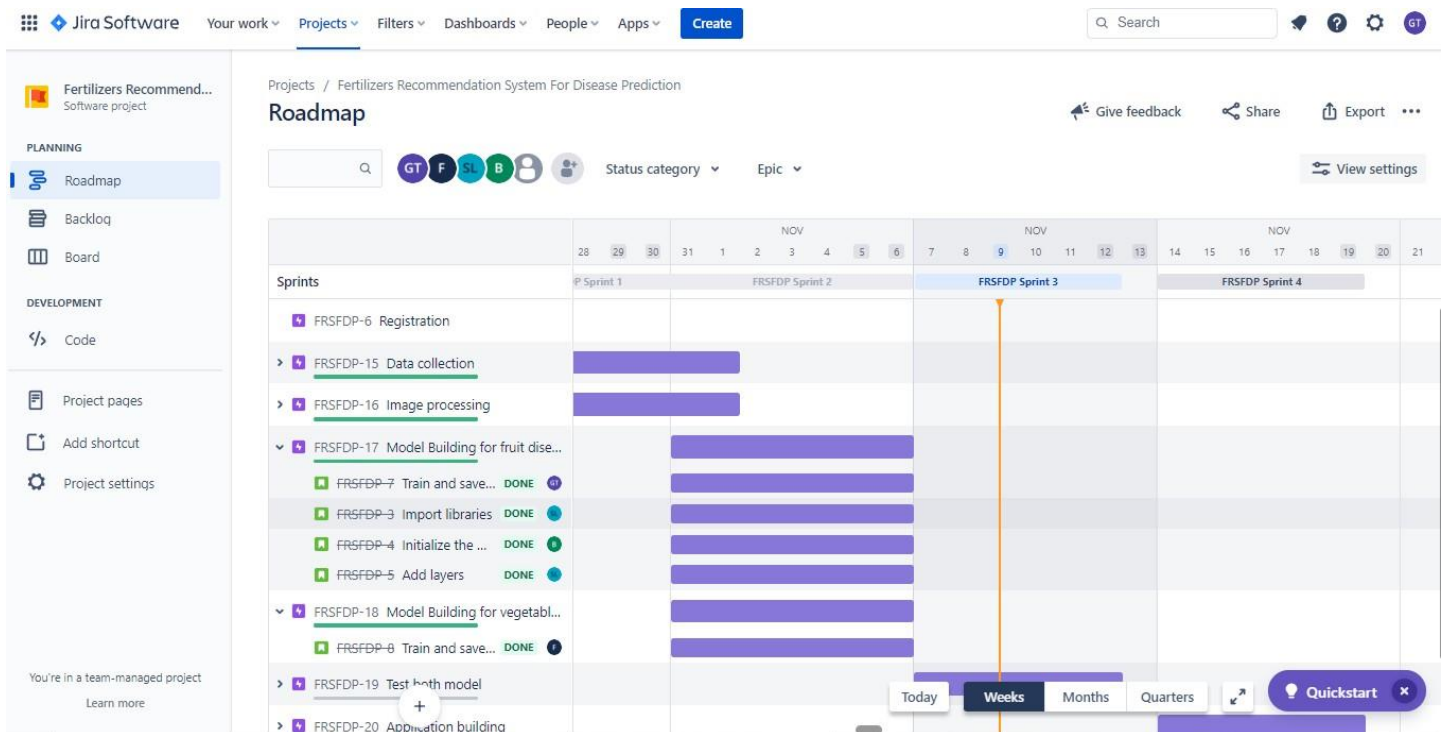 Jira Software Your work Projects Filters Dashboards People Apps Create Search GT
Fertilizers Recommend...
Software project
PLANNING
Roadmap
Backlog
Board
DEVELOPMENT
Code
Project pages
Add shortcut
Project settings
You're in a team-managed project
Learn more
Projects / Fertilizers Recommendation System For Disease Prediction
Roadmap
Give feedback Share Export
GT F SL B Status category Epic View settings
NOV NOV NOV
28 29 30 31 1 2 3 4 5 6 7 8 9 10 11 12 13 14 15 16 17 18 19 20 21
Sprints P Sprint 1 FRSFDP Sprint 2 FRSFDP Sprint 3 FRSFDP Sprint 4
FRSFDP-6 Registration
FRSFDP-15 Data collection
FRSFDP-16 Image processing
FRSFDP-17 Model Building for fruit dise...
FRSFDP-7 Train and save... DONE GT
FRSFDP-3 Import libraries DONE SL
FRSFDP-4 Initialize the ... DONE B
FRSFDP-5 Add layers DONE SL
FRSFDP-18 Model Building for vegetabl...
FRSFDP-8 Train and save... DONE F
FRSFDP-19 Test both model
Today Weeks Months Quarters Quickstart
FRSFDP-20 Application building